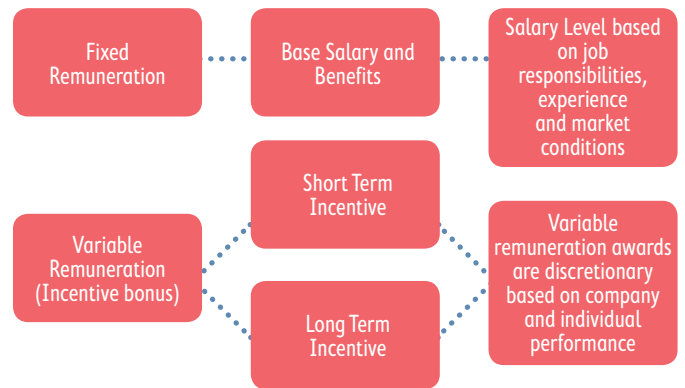 Fixed
Remuneration
Base Salary and
Benefits
Salary Level based
on job
responsibilities,
experience
and market
conditions
Variable
Remuneration
(Incentive bonus)
Short Term
Incentive
Long Term
Incentive
Variable
remuneration awards
are discretionary
based on company
and individual
performance